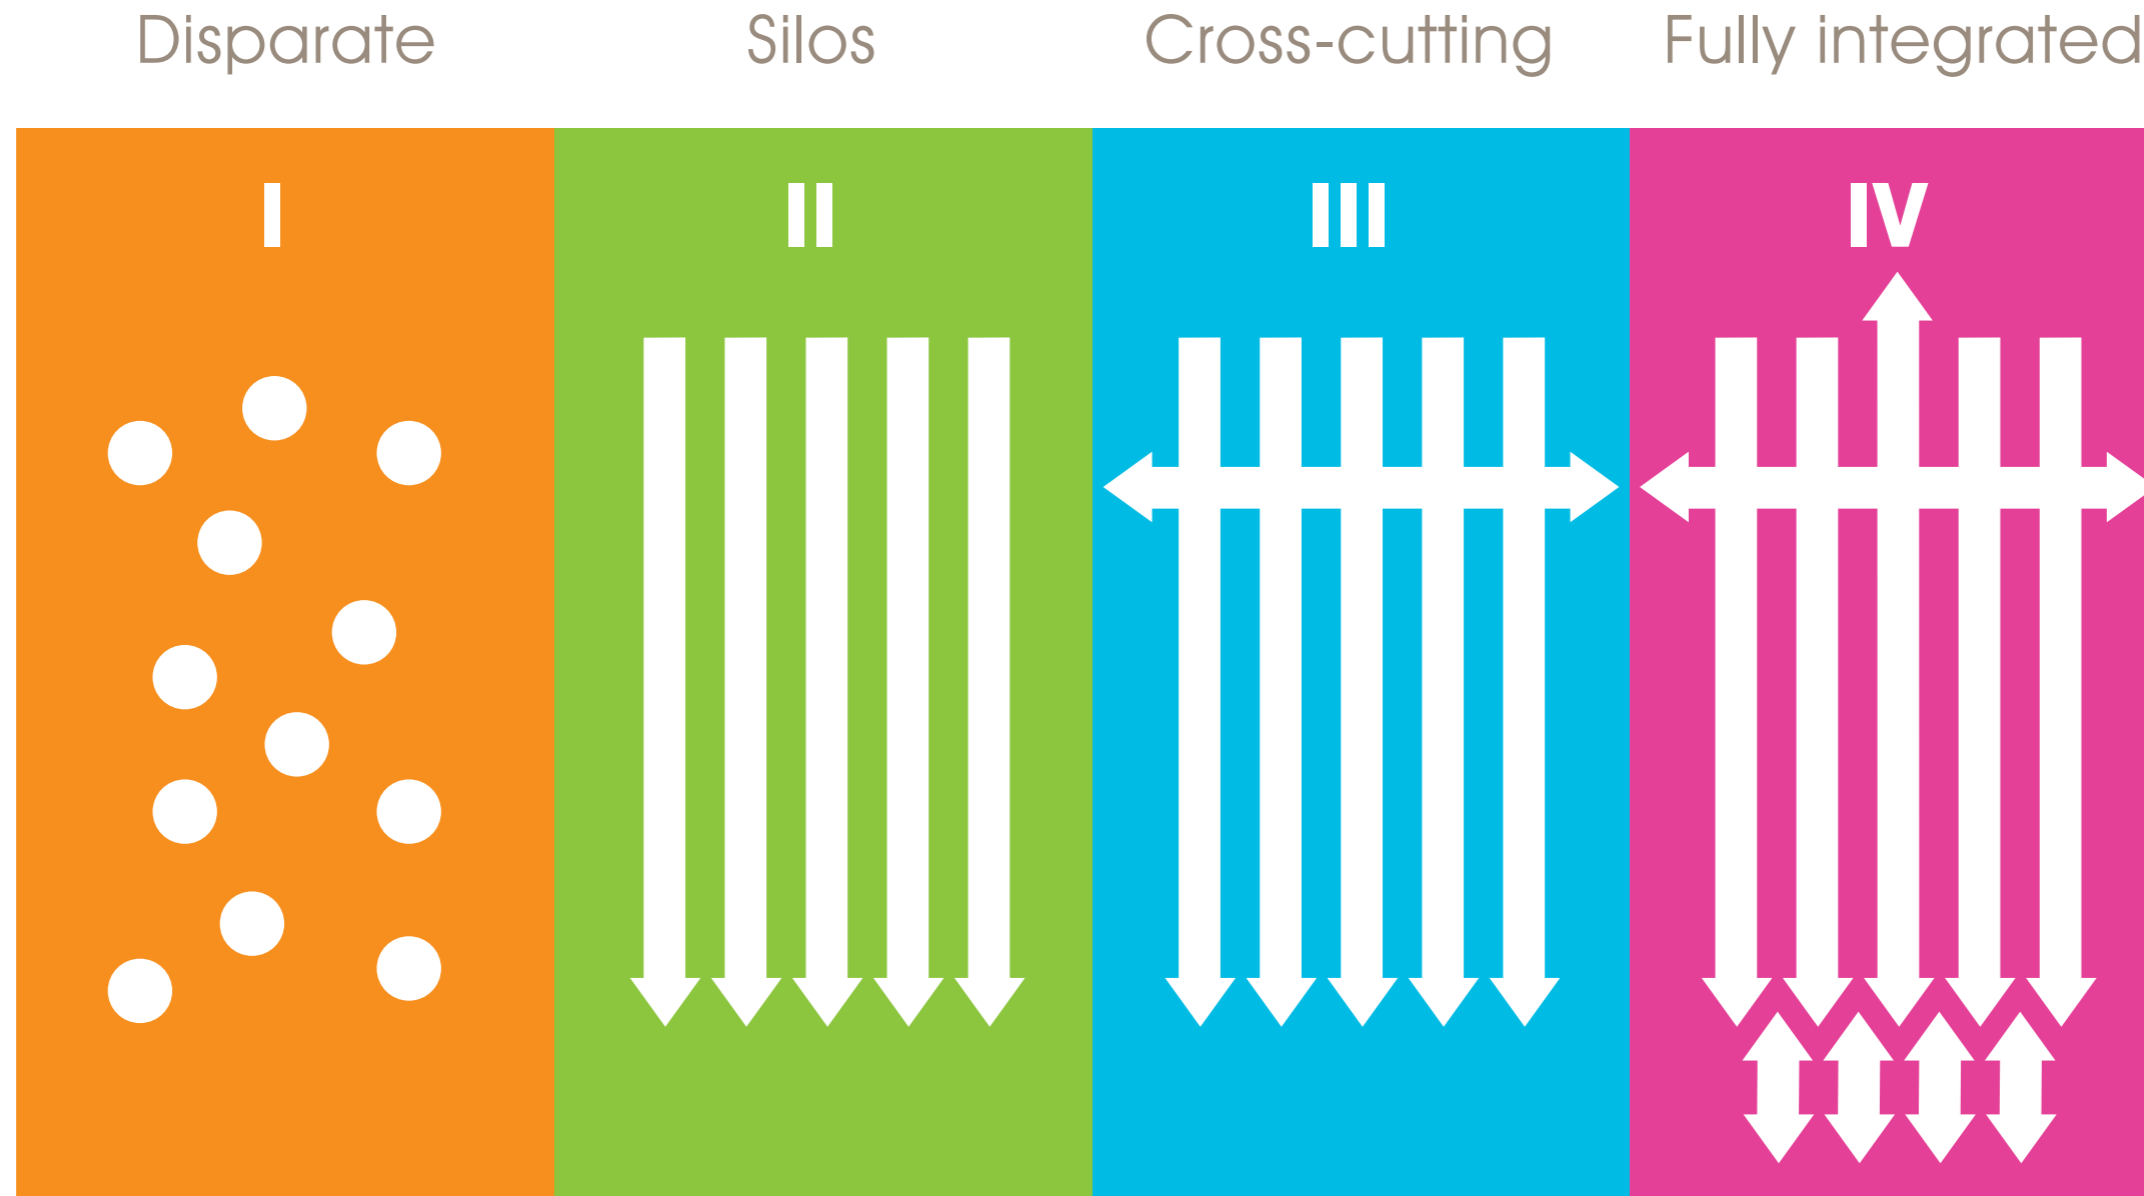 Disparate
Silos
Cross-cutting
Fully integrated
I
II
III
IV